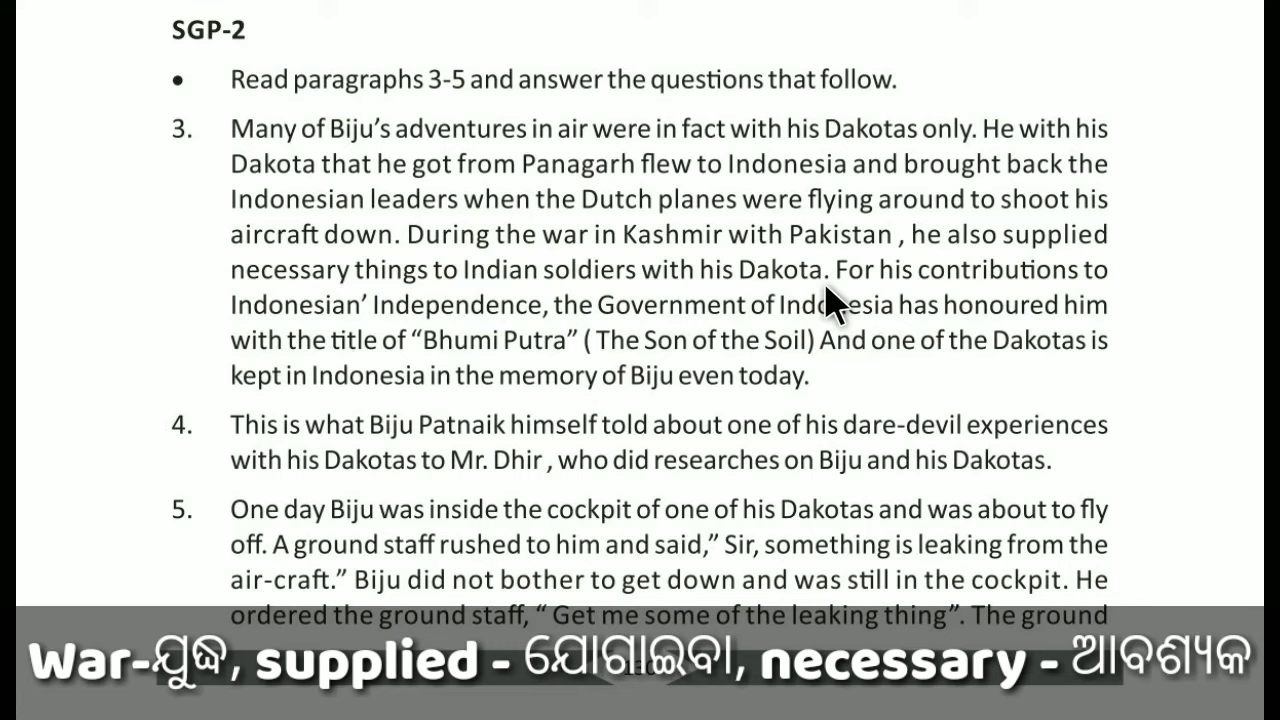 SGP-2
• Read paragraphs 3-5 and answer the questions that follow.
3. Many of Biju's adventures in air were in fact with his Dakotas only. He with his
Dakota that he got from Panagarh flew to Indonesia and brought back the
Indonesian leaders when the Dutch planes were flying around to shoot his
aircraft down. During the war in Kashmir with Pakistan , he also supplied
necessary things to Indian soldiers with his Dakota. For his contributions to
Indonesian' Independence, the Government of Indonesia has honoured him
with the title of “Bhumi Putra” ( The Son of the Soil) And one of the Dakotas is
kept in Indonesia in the memory of Biju even today.
4. This is what Biju Patnaik himself told about one of his dare-devil experiences
with his Dakotas to Mr. Dhir , who did researches on Biju and his Dakotas.
5. One day Biju was inside the cockpit of one of his Dakotas and was about to fly
off. A ground staff rushed to him and said,” Sir, something is leaking from the
air-craft.” Biju did not bother to get down and was still in the cockpit. He
ordered the ground staff, “ Get me some of the leaking thing”. The ground
War-ଯୁଦ୍ଧ, supplied - ଯୋଗାଇବା, necessary - ଆବଶ୍ୟକ